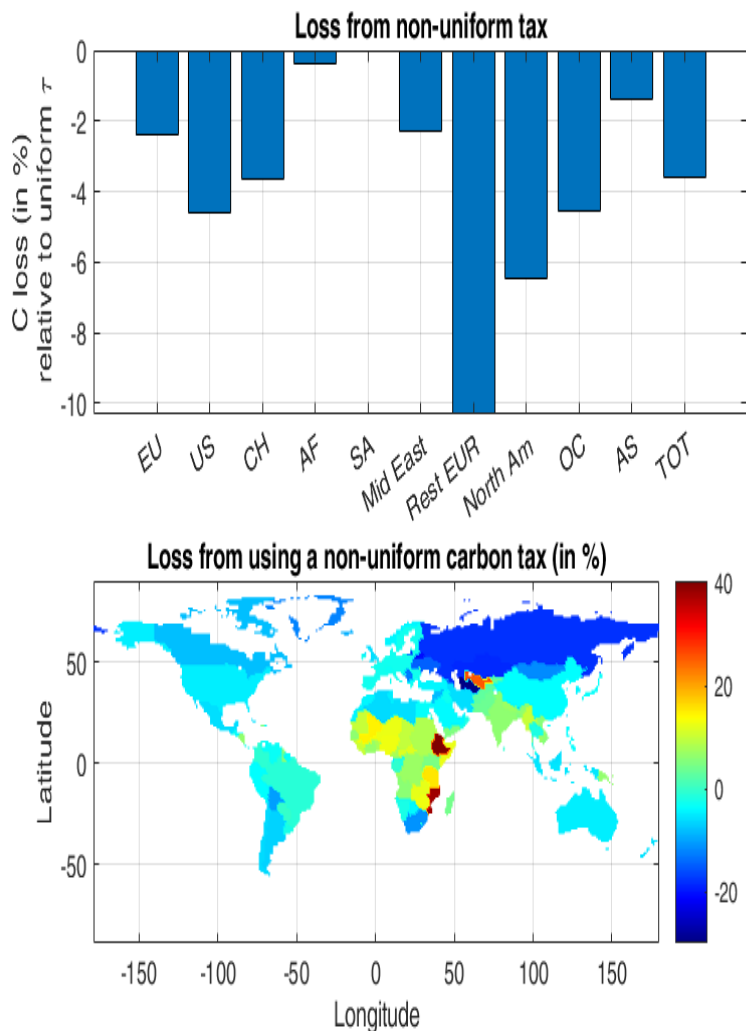 Loss from non-uniform tax
C loss (in %)
relative to uniform τ
0
-2
-4
-6
-8
-10
EU
US
CH
AF
SA
Mid East
Rest EUR
North Am
OC
AS
TOT
Loss from using a non-uniform carbon tax (in %)
Latitude
50
0
-50
-150
-100
-50
0
50
100
150
Longitude
40
20
0
-20